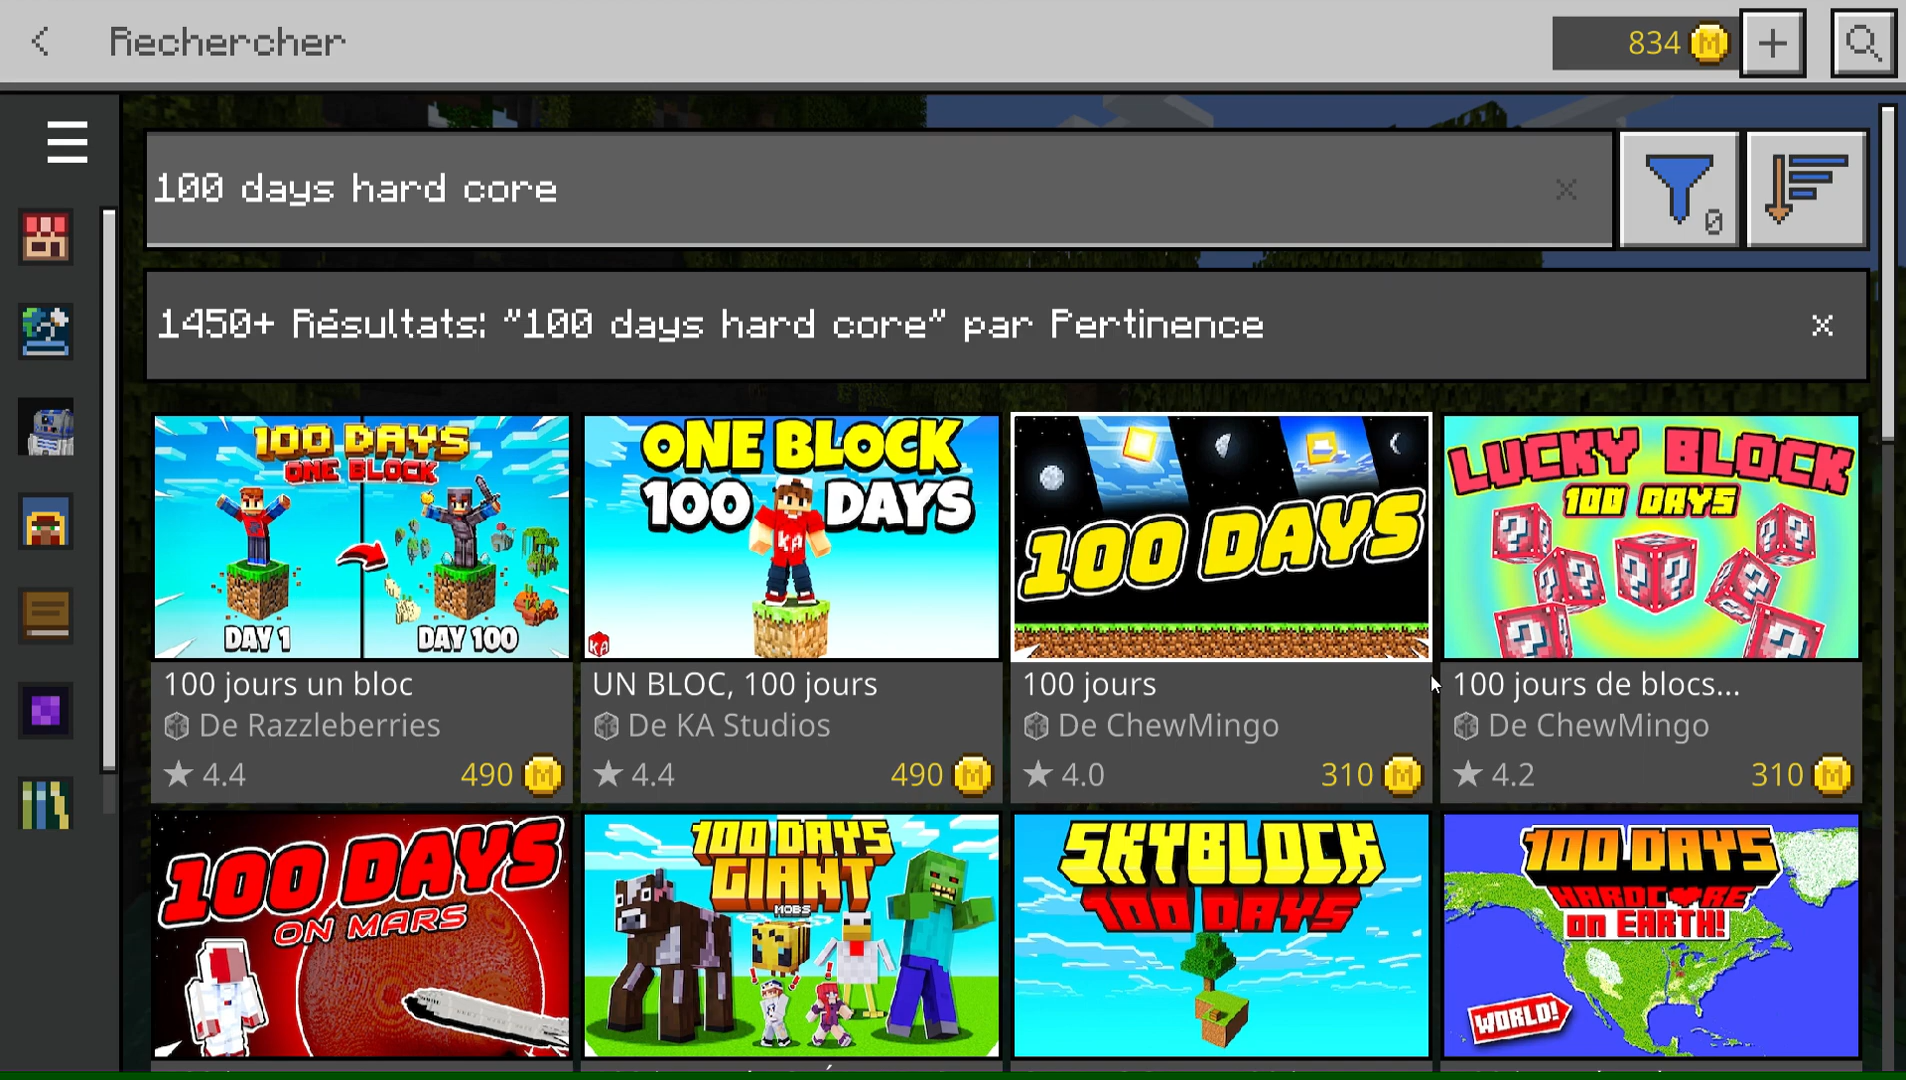 Rechercher
834
100 days hard core
0
1450+ Résultats: "100 days hard core" par Pertinence
100 DAYS
ONE BLOCK
DAY 1
DAY 100
100 jours un bloc
De Razzleberries
4.4
490
ONE BLOCK
100 DAYS
KA
KA
UN BLOC, 100 jours
De KA Studios
4.4
490
100 DAYS
100 jours
De ChewMingo
4.0
310
LUCKY BLOCK
100 DAYS
100 jours de blocs...
De ChewMingo
4.2
310
100 DAYS
ON MARS
100 DAYS
GIANT
MOBS
SKYBLOCK
100 DAYS
100 DAYS
HARDCORE
on EARTH!
WORLD!